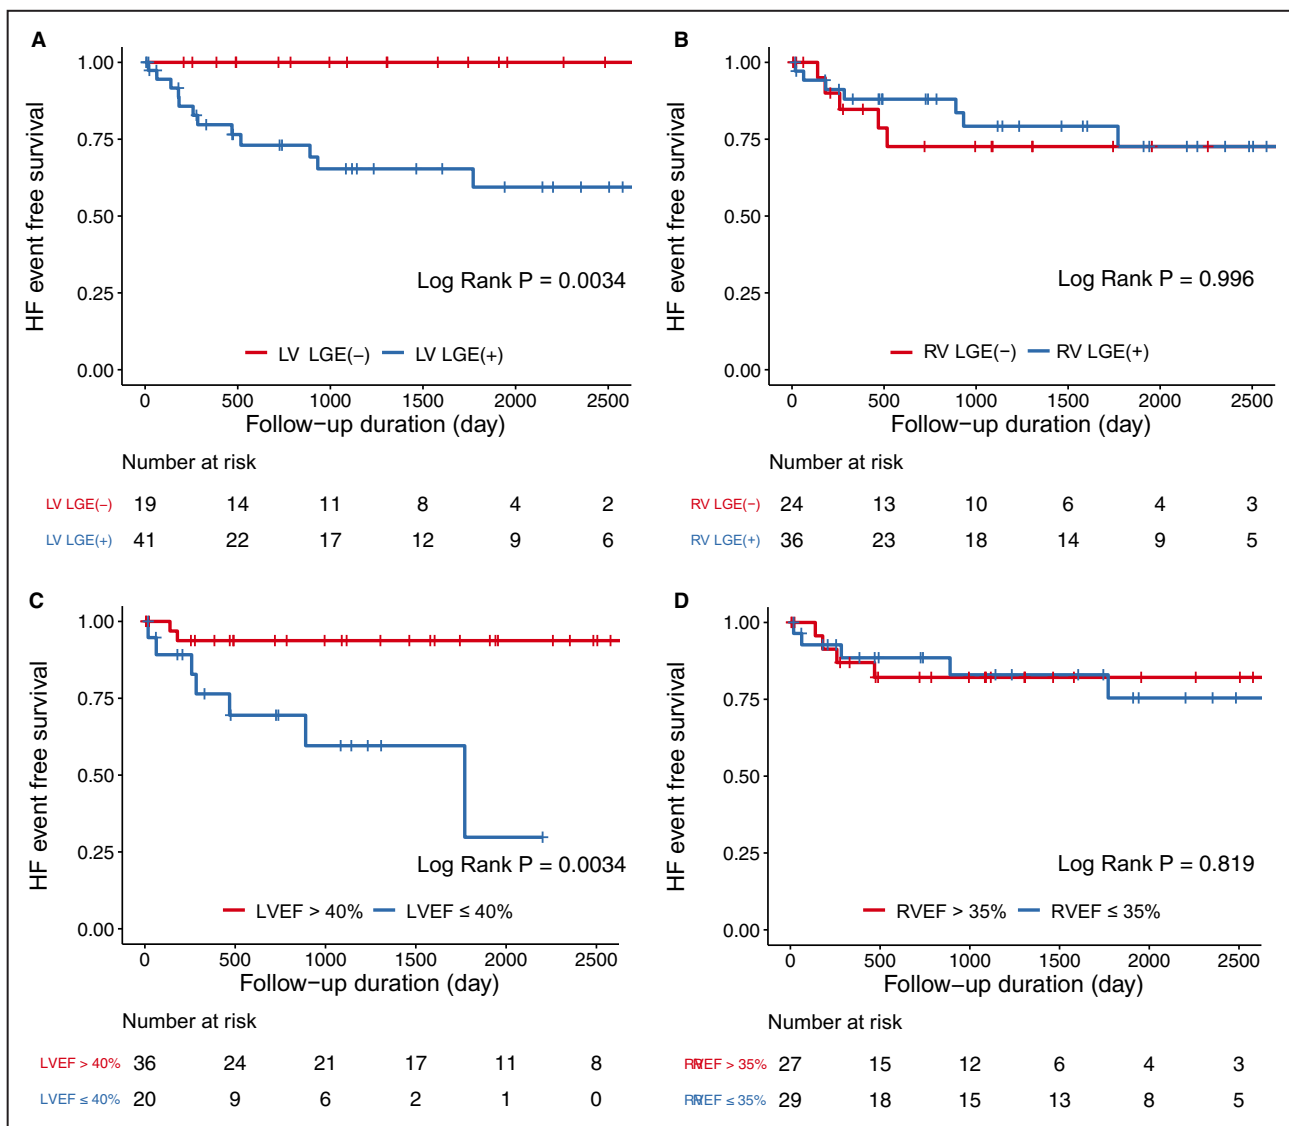 A
HF event free survival
1.00
0.75
0.50
0.25
0.00
Log Rank P = 0.0034
LV LGE(−) LV LGE(+)
0 500 1000 1500 2000 2500
Follow−up duration (day)
Number at risk
LV LGE(−) 19 14 11 8 4 2
LV LGE(+) 41 22 17 12 9 6
B
HF event free survival
1.00
0.75
0.50
0.25
0.00
Log Rank P = 0.996
RV LGE(−) RV LGE(+)
0 500 1000 1500 2000 2500
Follow−up duration (day)
Number at risk
RV LGE(−) 24 13 10 6 4 3
RV LGE(+) 36 23 18 14 9 5
C
HF event free survival
1.00
0.75
0.50
0.25
0.00
Log Rank P = 0.0034
LVEF > 40% LVEF ≤ 40%
0 500 1000 1500 2000 2500
Follow−up duration (day)
Number at risk
LVEF > 40% 36 24 21 17 11 8
LVEF ≤ 40% 20 9 6 2 1 0
D
HF event free survival
1.00
0.75
0.50
0.25
0.00
Log Rank P = 0.819
RVEF > 35% RVEF ≤ 35%
0 500 1000 1500 2000 2500
Follow−up duration (day)
Number at risk
RVEF > 35% 27 15 12 6 4 3
RVEF ≤ 35% 29 18 15 13 8 5